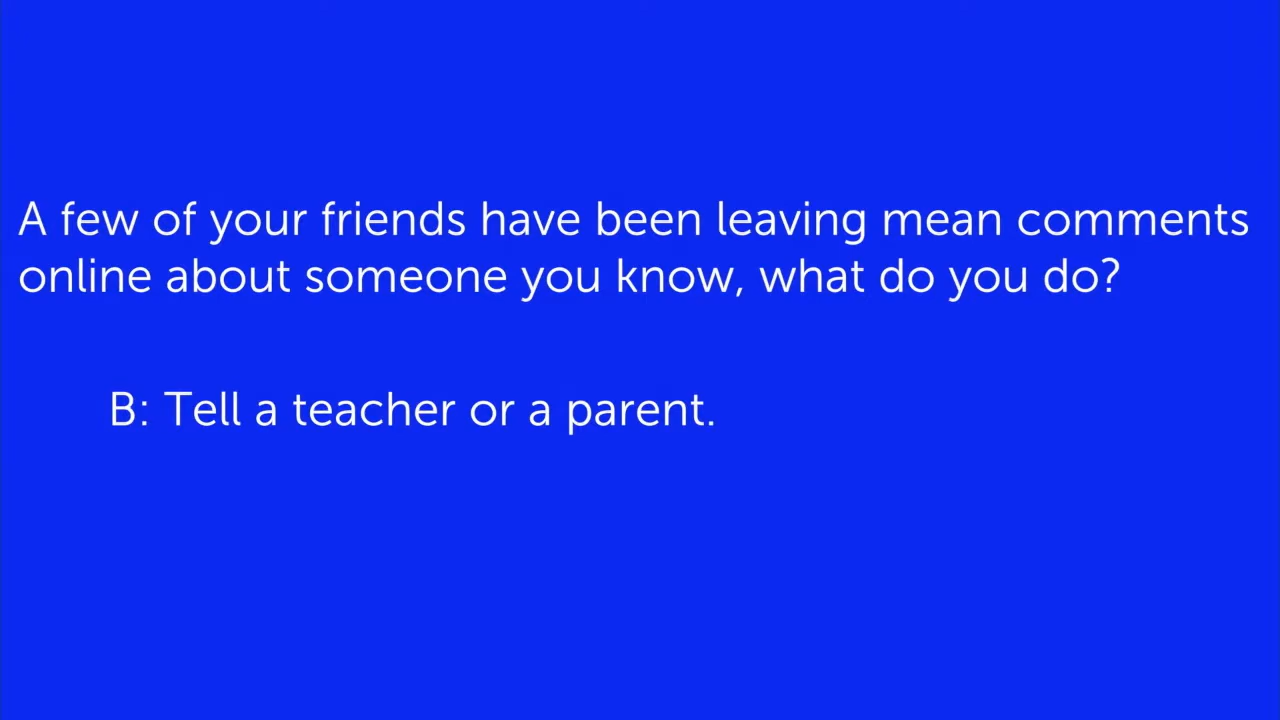 A few of your friends have been leaving mean comments
online about someone you know, what do you do?
B: Tell a teacher or a parent.